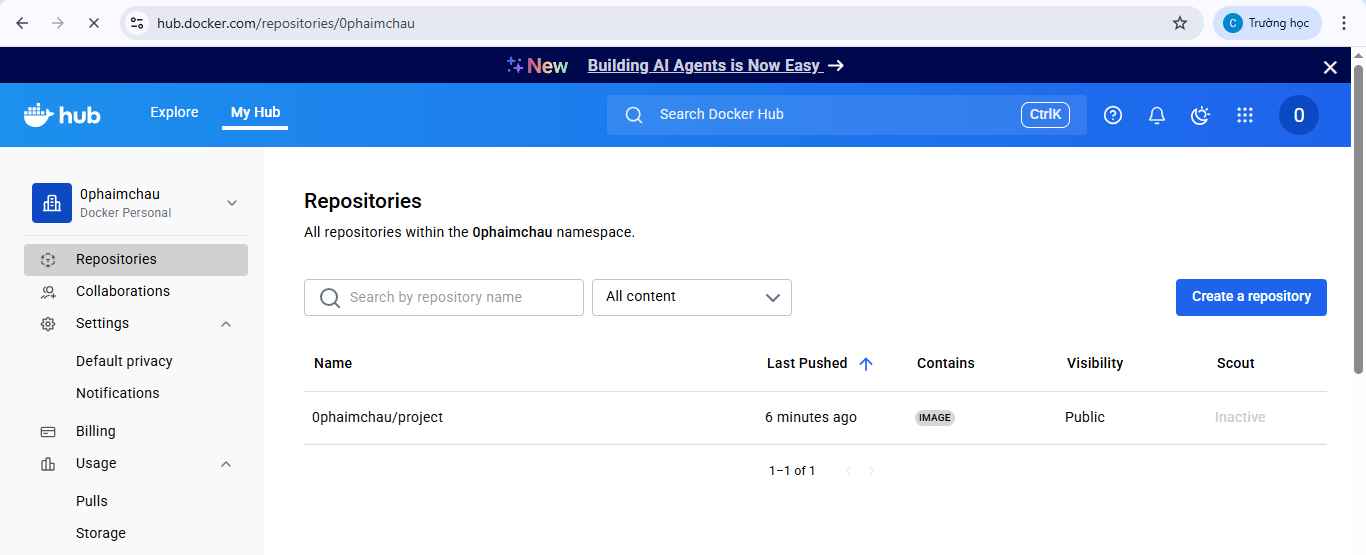 hub.docker.com/repositories/0phaimchau
C Trường học
New Building AI Agents is Now Easy →
hub Explore My Hub Search Docker Hub CtrlK 0
0phaimchau
Docker Personal
Repositories
Collaborations
Settings
Default privacy
Notifications
Billing
Usage
Pulls
Storage
Repositories
All repositories within the 0phaimchau namespace.
Search by repository name All content Create a repository
Name Last Pushed Contains Visibility Scout
0phaimchau/project 6 minutes ago IMAGE Public Inactive
1–1 of 1